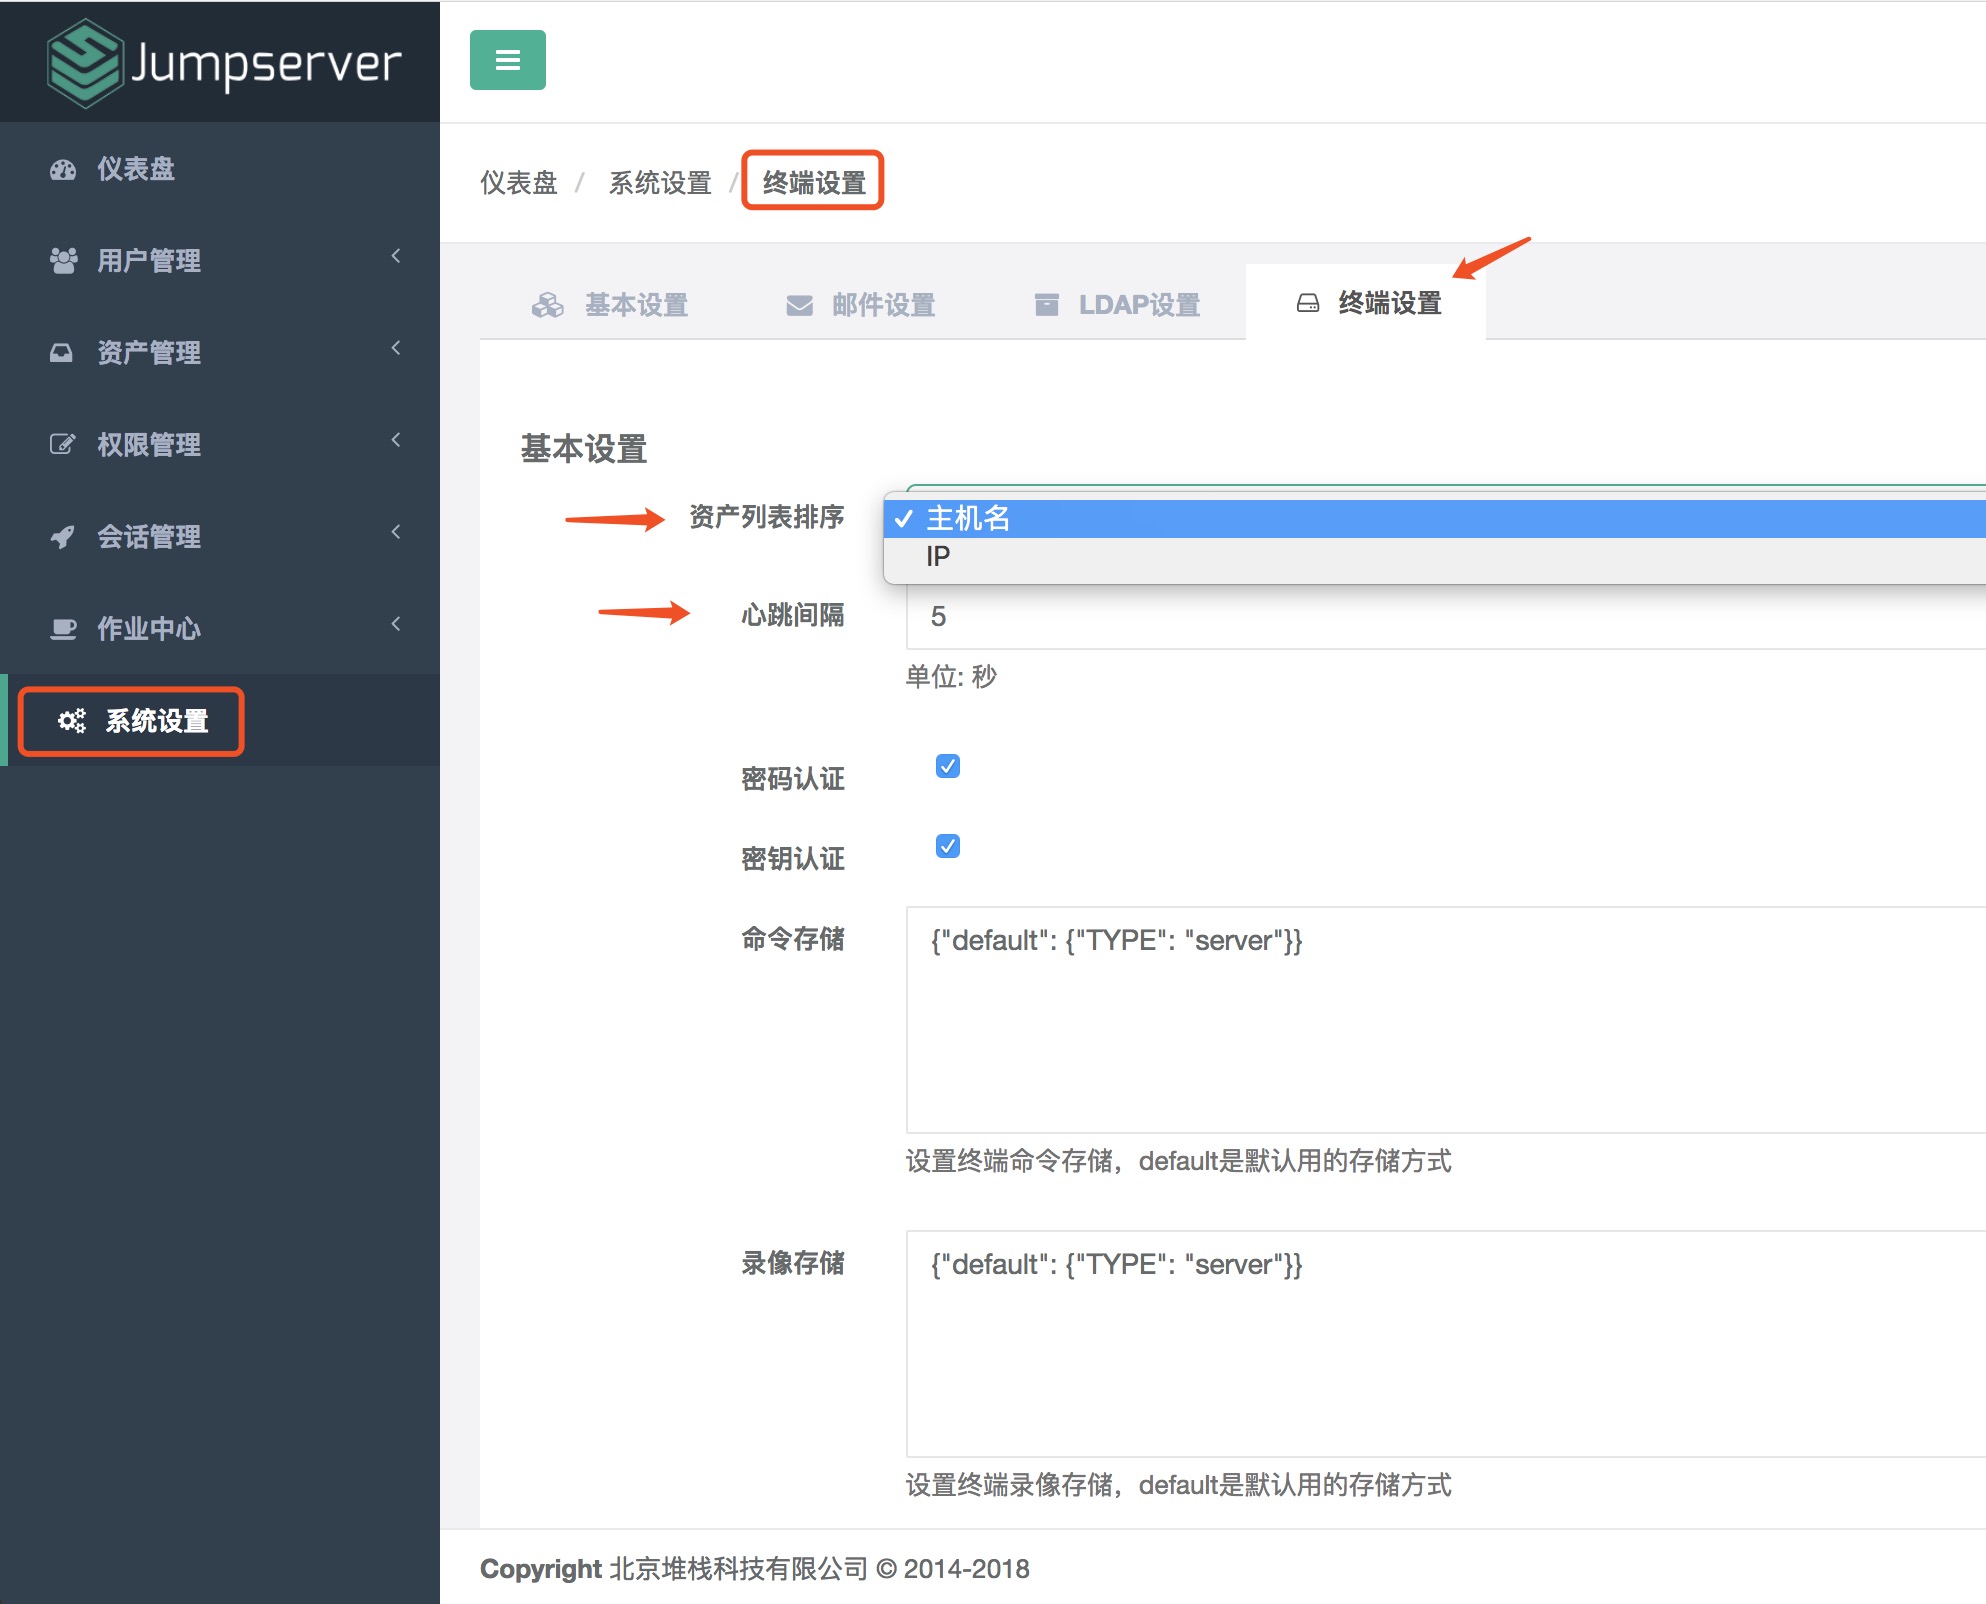 Jumpserver
仪表盘
用户管理
资产管理
权限管理
会话管理
作业中心
系统设置
仪表盘 / 系统设置 / 终端设置
基本设置 邮件设置 LDAP设置 终端设置
基本设置
资产列表排序 ✓ 主机名
IP
心跳间隔 5
单位: 秒
密码认证
密钥认证
命令存储 {"default": {"TYPE": "server"}}
设置终端命令存储，default是默认用的存储方式
录像存储 {"default": {"TYPE": "server"}}
设置终端录像存储，default是默认用的存储方式
Copyright 北京堆栈科技有限公司 © 2014-2018